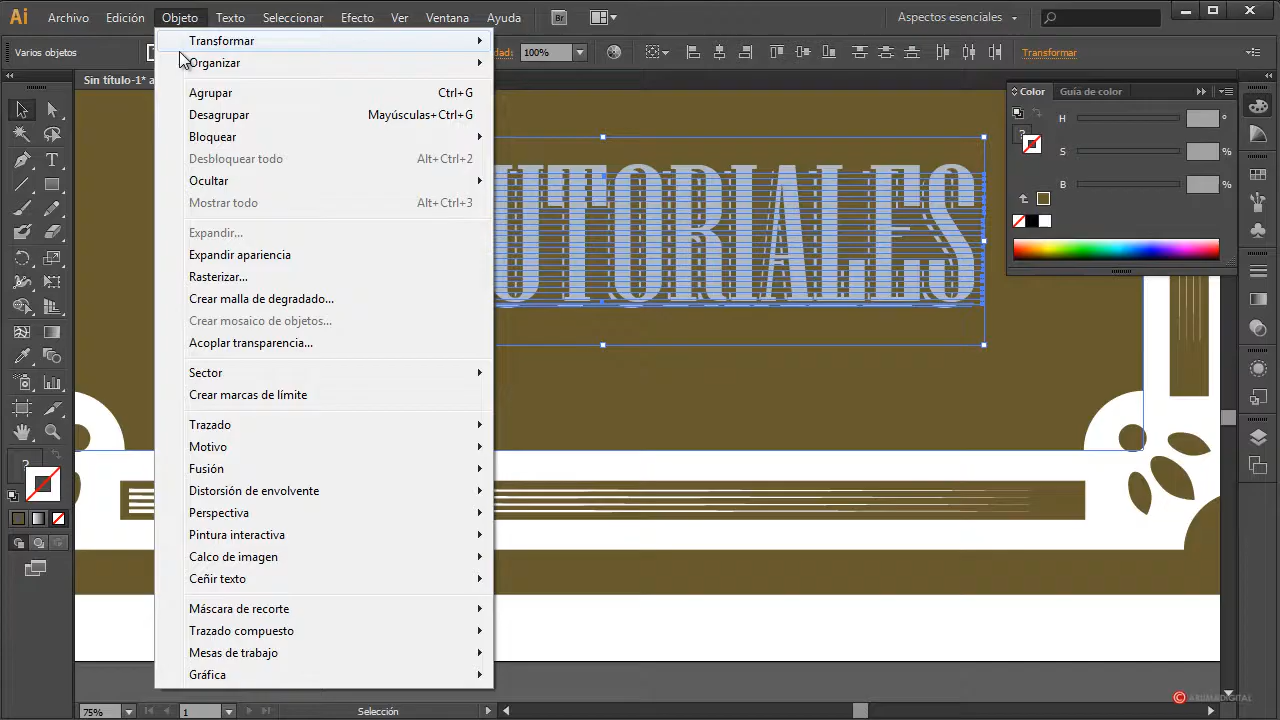 Ai Archivo Edición Objeto Texto Seleccionar Efecto Ver Ventana Ayuda Br Aspectos esenciales
Varios objetos
dad: 100% Transformar
Sin título-1* a
Transformar
Organizar
Agrupar Ctrl+G
Desagrupar Mayúsculas+Ctrl+G
Bloquear
Desbloquear todo Alt+Ctrl+2
Ocultar
Mostrar todo Alt+Ctrl+3
Expandir...
Expandir apariencia
Rasterizar...
Crear malla de degradado...
Crear mosaico de objetos...
Acoplar transparencia...
Sector
Crear marcas de límite
Trazado
Motivo
Fusión
Distorsión de envolvente
Perspectiva
Pintura interactiva
Calco de imagen
Ceñir texto
Máscara de recorte
Trazado compuesto
Mesas de trabajo
Gráfica
UTORIALES
Color Guía de color
H °
S %
B %
?
?
T
75% 1 Selección
© ABUMADIGITAL